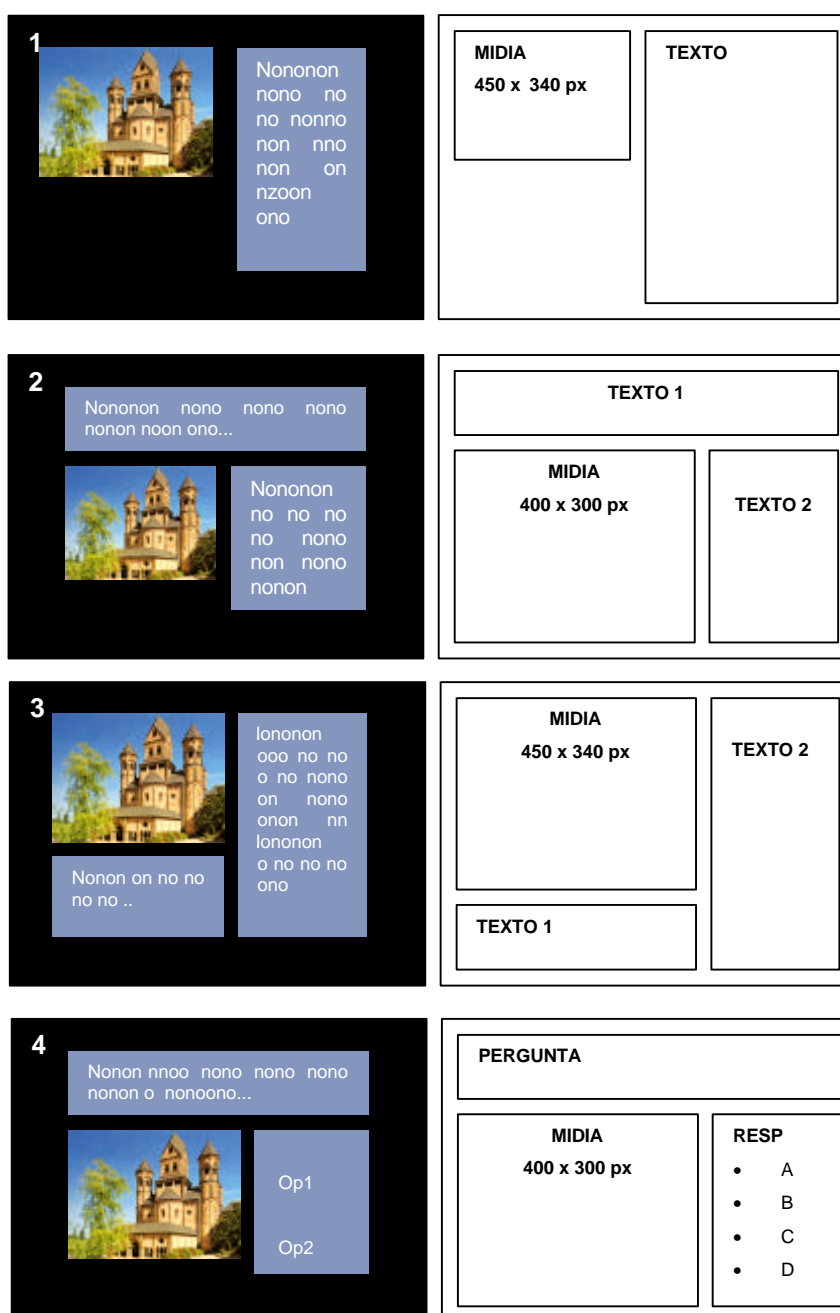 1
Nononon
nono no
no nonno
non nno
non on
nzoon
ono
MIDIA
450 x 340 px
TEXTO
2
Nononon nono nono nono
nonon noon ono...
Nononon
no no no
no nono
non nono
nonon
TEXTO 1
MIDIA
400 x 300 px
TEXTO 2
3
lononon
ooo no no
o no nono
on nono
onon nn
lononon
o no no no
ono
Nonon on no no
no no ..
MIDIA
450 x 340 px
TEXTO 2
TEXTO 1
4
Nonon nnoo nono nono nono
nonon o nonoono...
Op1
Op2
PERGUNTA
MIDIA
400 x 300 px
RESP
• A
• B
• C
• D